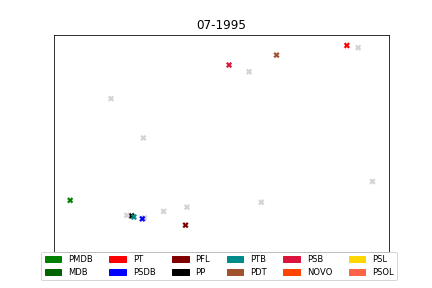 07-1995
PMDB PT PFL PTB PSB PSL
MDB PSDB PP PDT NOVO PSOL